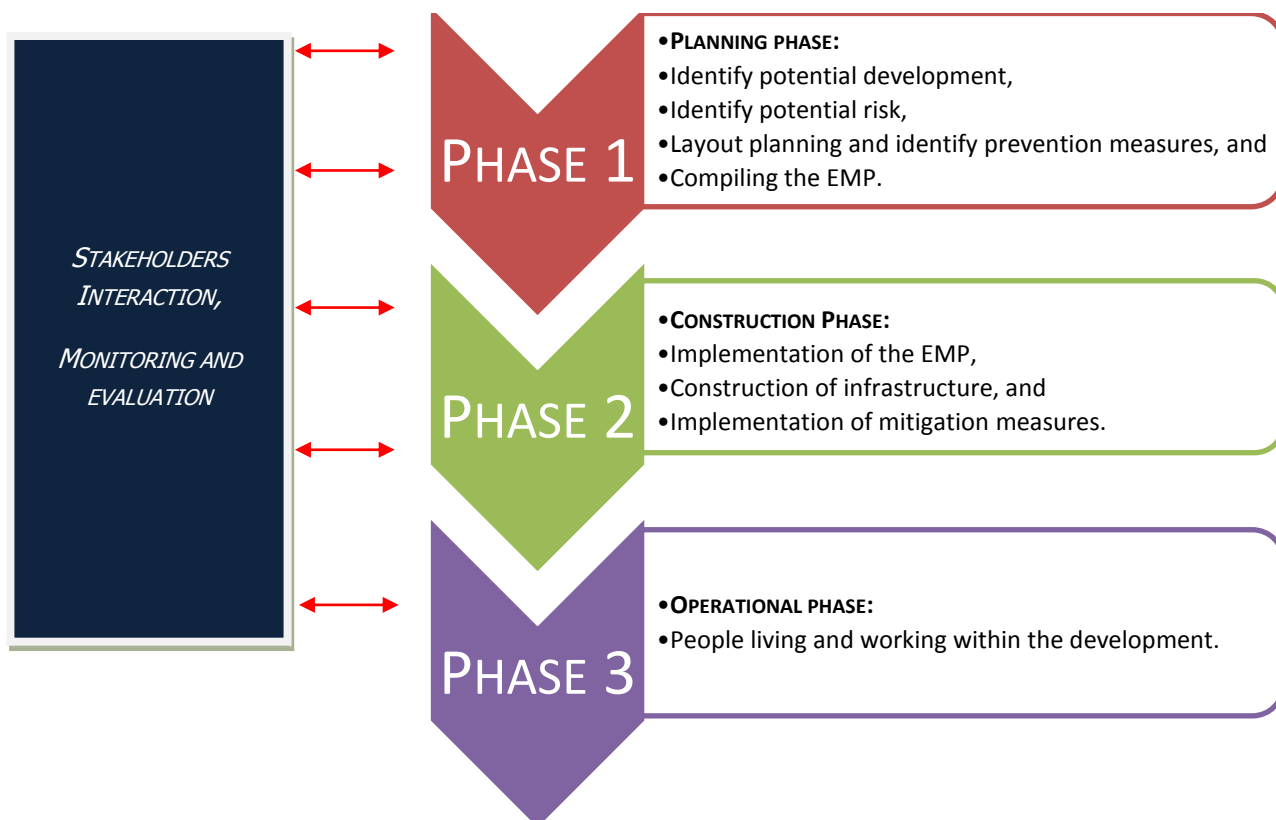 STAKEHOLDERS
INTERACTION,
MONITORING AND
EVALUATION
PHASE 1
•PLANNING PHASE:
•Identify potential development,
•Identify potential risk,
•Layout planning and identify prevention measures, and
•Compiling the EMP.
PHASE 2
•CONSTRUCTION PHASE:
•Implementation of the EMP,
•Construction of infrastructure, and
•Implementation of mitigation measures.
PHASE 3
•OPERATIONAL PHASE:
•People living and working within the development.